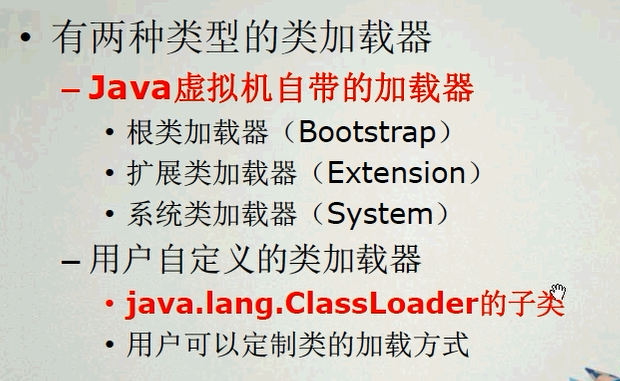 • 有两种类型的类加载器
– Java虚拟机自带的加载器
• 根类加载器（Bootstrap）
• 扩展类加载器（Extension）
• 系统类加载器（System）
– 用户自定义的类加载器
• java.lang.ClassLoader的子类
• 用户可以定制类的加载方式